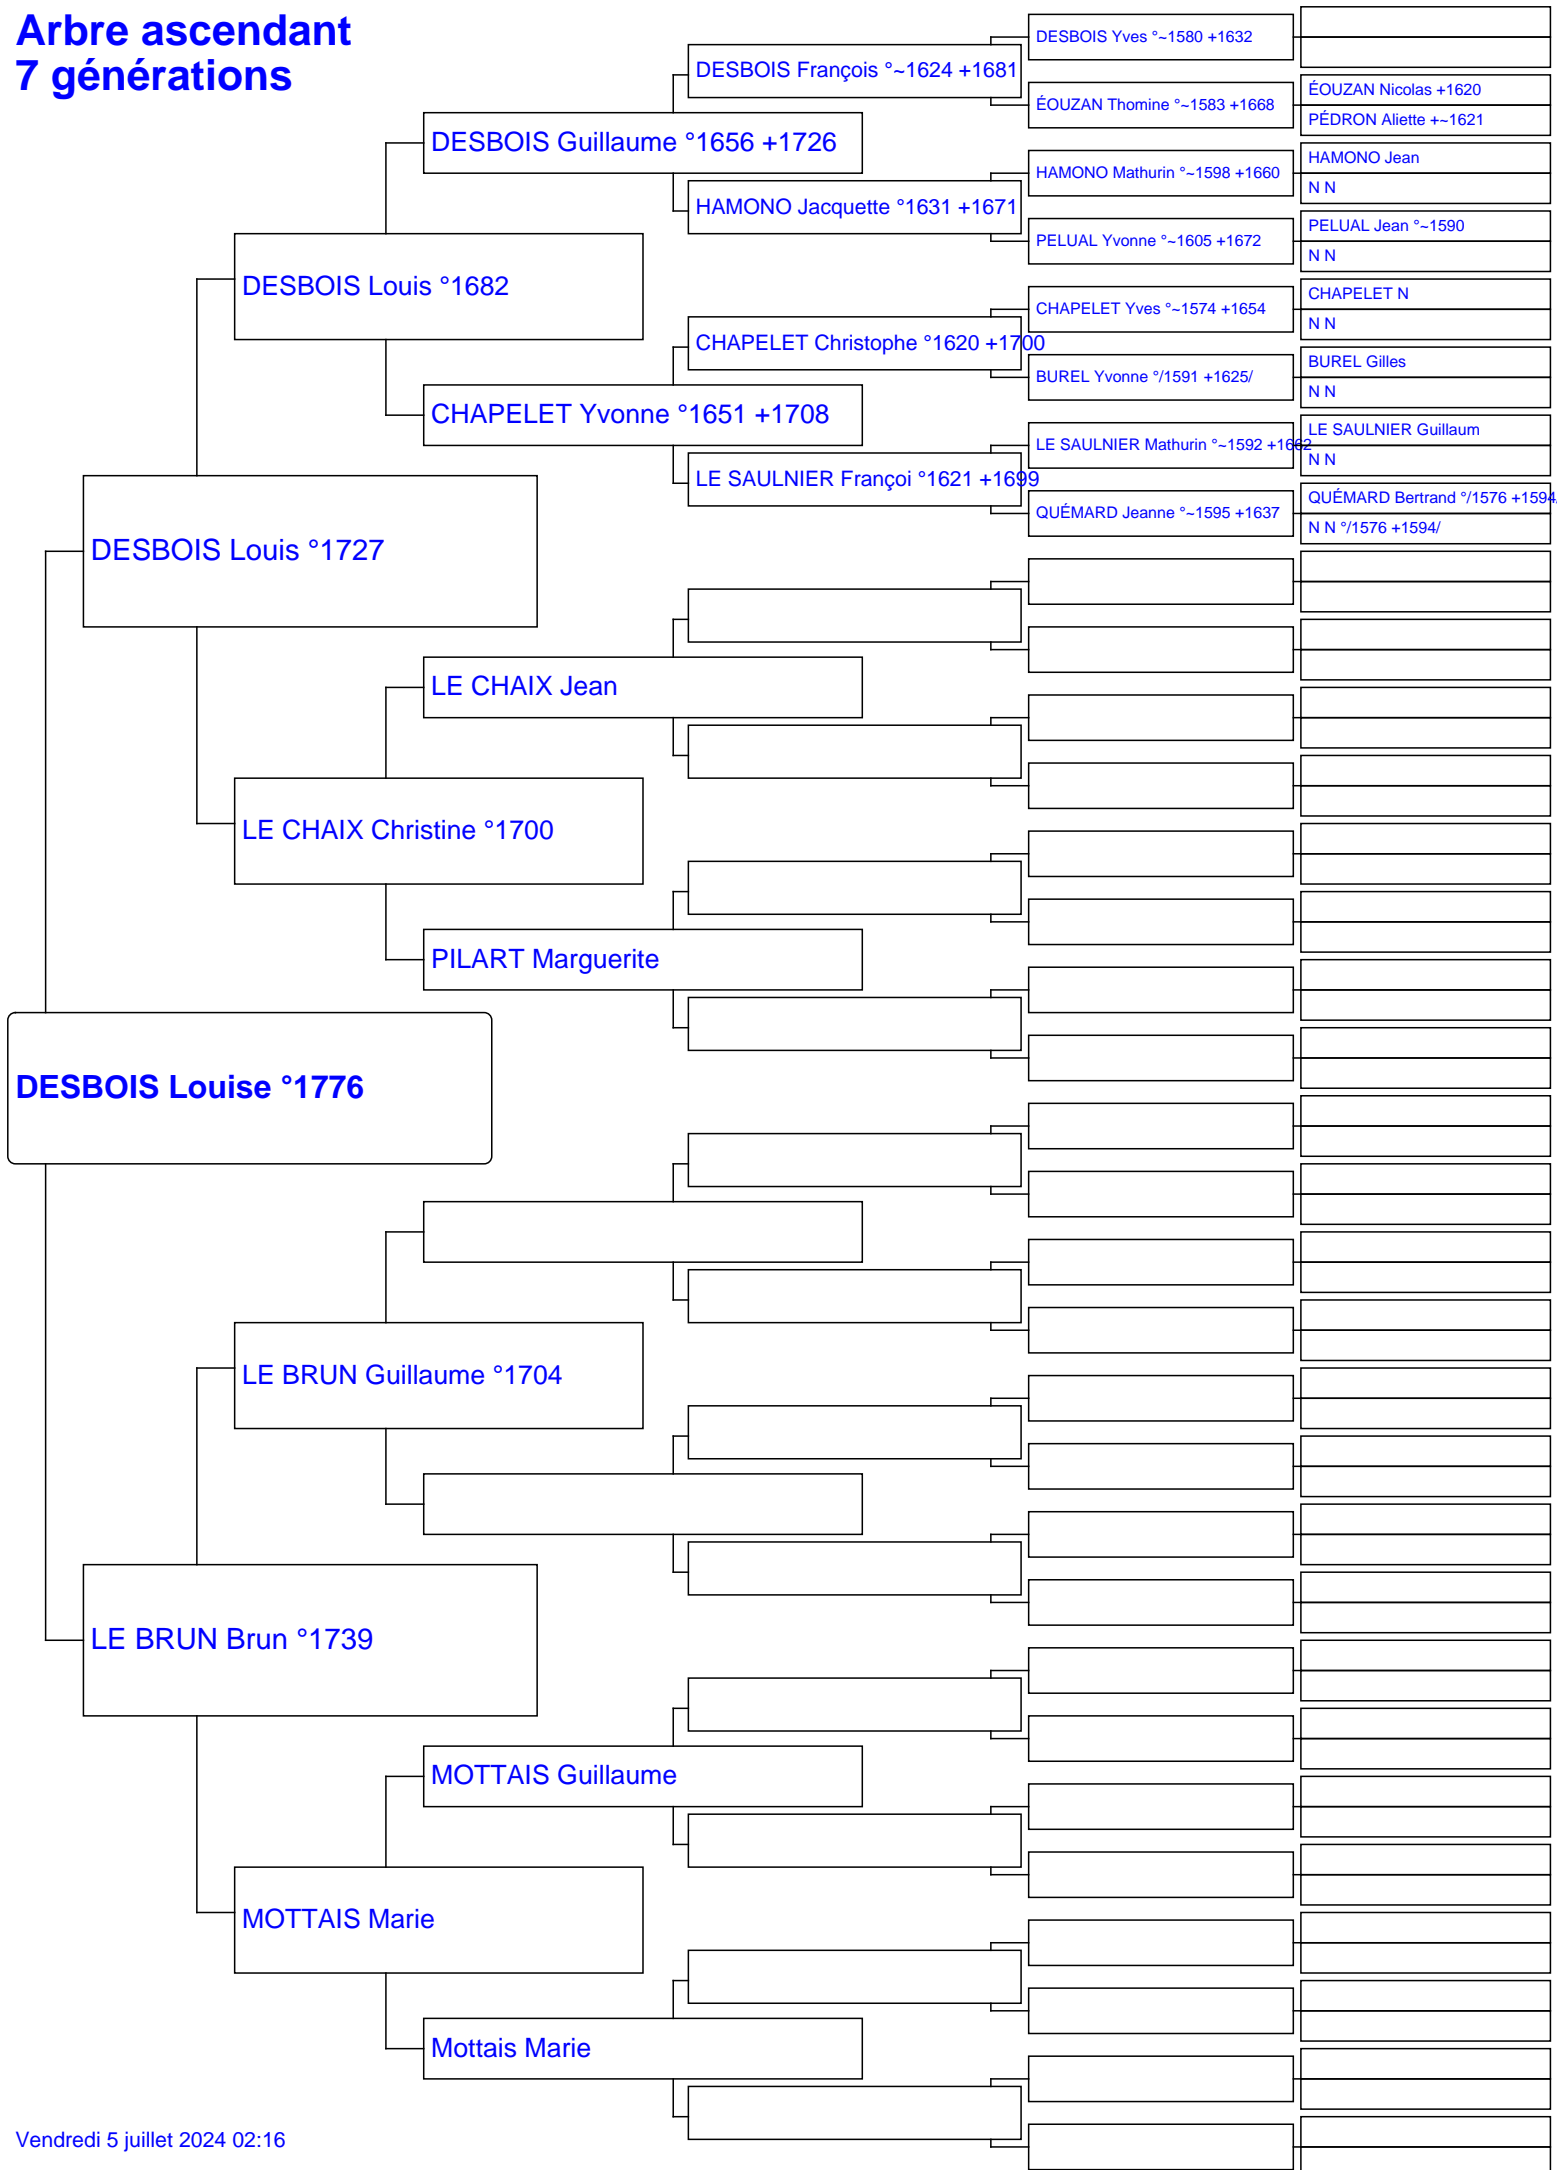 Arbre ascendant
7 générations
DESBOIS Yves °~1580 +1632
DESBOIS François °~1624 +1681
ÉOUZAN Nicolas +1620
ÉOUZAN Thomine °~1583 +1668
PÉDRON Aliette +~1621
DESBOIS Guillaume °1656 +1726
HAMONO Jean
HAMONO Mathurin °~1598 +1660
N N
HAMONO Jacquette °1631 +1671
PELUAL Jean °~1590
PELUAL Yvonne °~1605 +1672
N N
DESBOIS Louis °1682
CHAPELET N
CHAPELET Yves °~1574 +1654
N N
CHAPELET Christophe °1620 +1700
BUREL Gilles
BUREL Yvonne °/1591 +1625/
N N
CHAPELET Yvonne °1651 +1708
LE SAULNIER Guillaum
LE SAULNIER Mathurin °~1592 +1662
N N
LE SAULNIER Françoi °1621 +1699
QUÉMARD Bertrand °/1576 +1594/
QUÉMARD Jeanne °~1595 +1637
N N °/1576 +1594/
DESBOIS Louis °1727
LE CHAIX Jean
LE CHAIX Christine °1700
PILART Marguerite
DESBOIS Louise °1776
LE BRUN Guillaume °1704
LE BRUN Brun °1739
MOTTAIS Guillaume
MOTTAIS Marie
Mottais Marie
Vendredi 5 juillet 2024 02:16